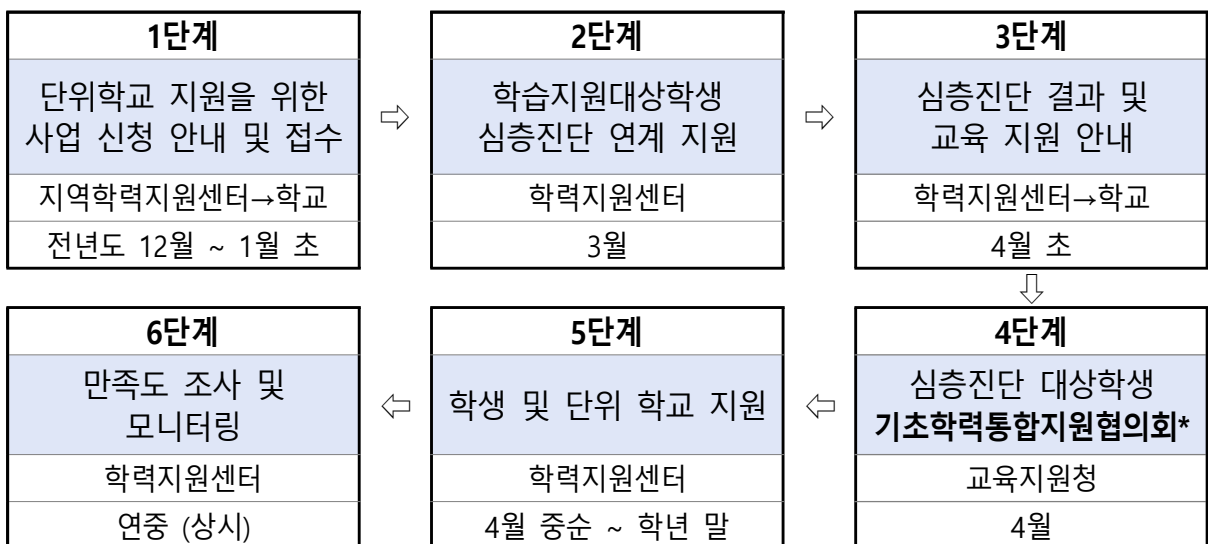 1단계
단위학교 지원을 위한
사업 신청 안내 및 접수
지역학력지원센터→학교
전년도 12월 ~ 1월 초
⇨
2단계
학습지원대상학생
심층진단 연계 지원
학력지원센터
3월
⇨
3단계
심층진단 결과 및
교육 지원 안내
학력지원센터→학교
4월 초
⇩
4단계
심층진단 대상학생
기초학력통합지원협의회*
교육지원청
4월
⇦
5단계
학생 및 단위 학교 지원
학력지원센터
4월 중순 ~ 학년 말
⇦
6단계
만족도 조사 및
모니터링
학력지원센터
연중 (상시)